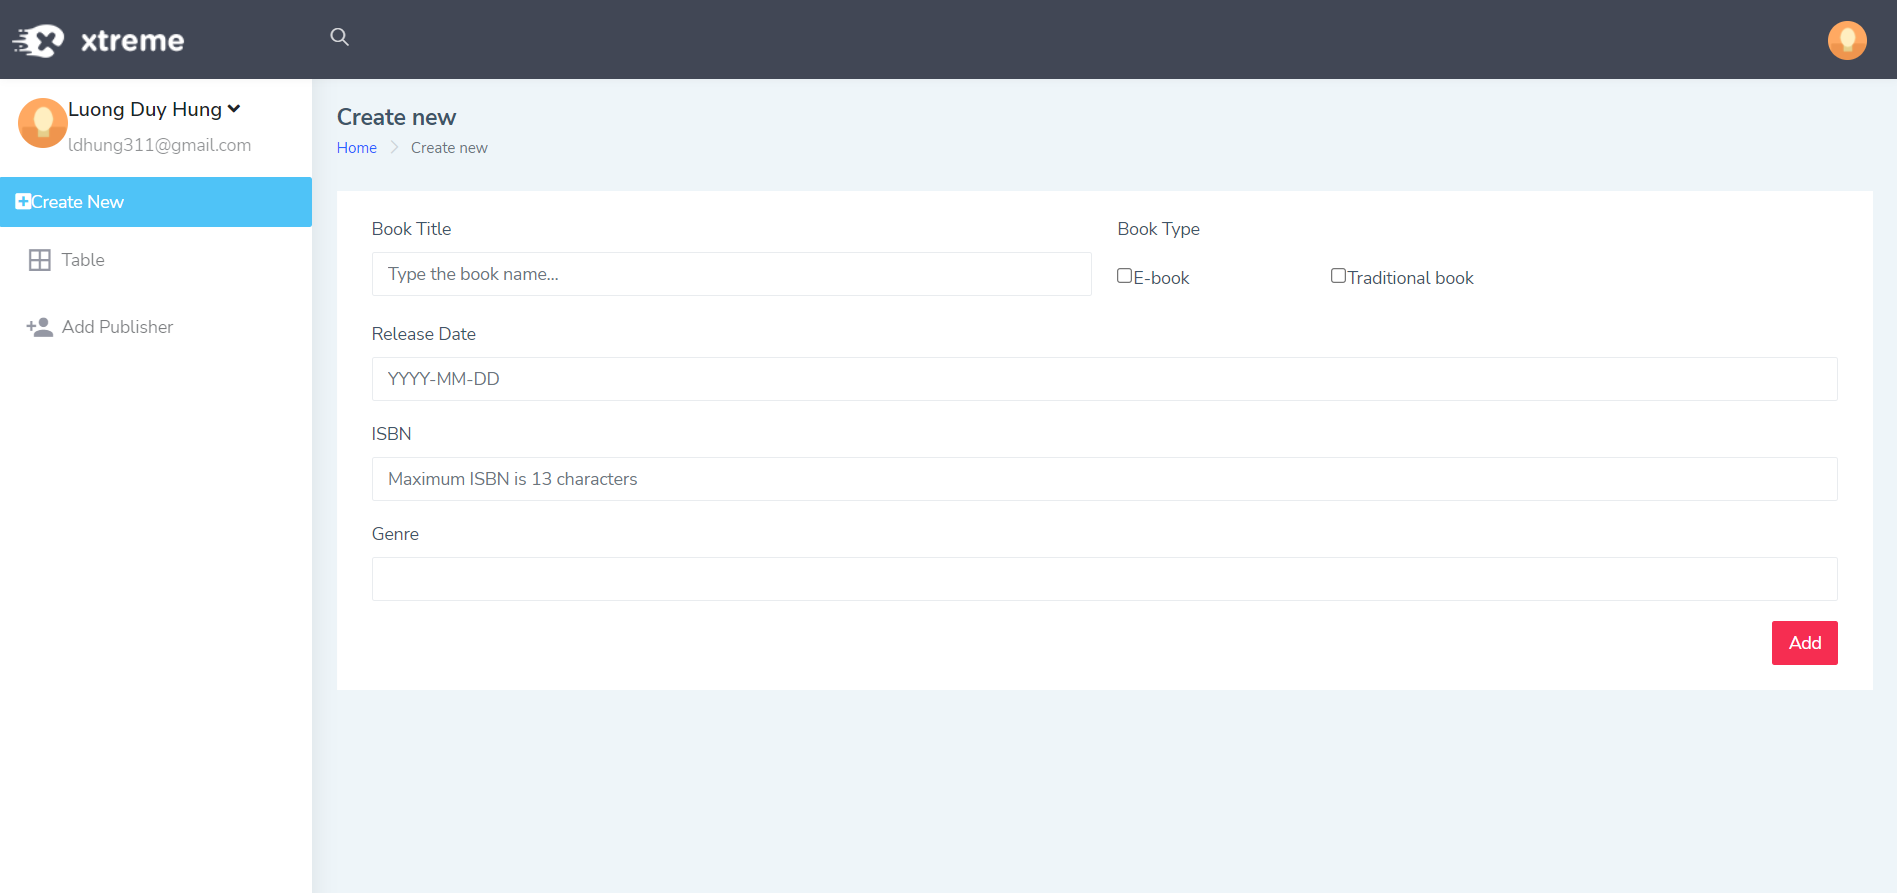 xtreme
Luong Duy Hung
ldhung311@gmail.com
Create New
Table
Add Publisher
Create new
Home
Create new
Book Title
Book Type
Type the book name...
E-book
Traditional book
Release Date
YYYY-MM-DD
ISBN
Maximum ISBN is 13 characters
Genre
Add